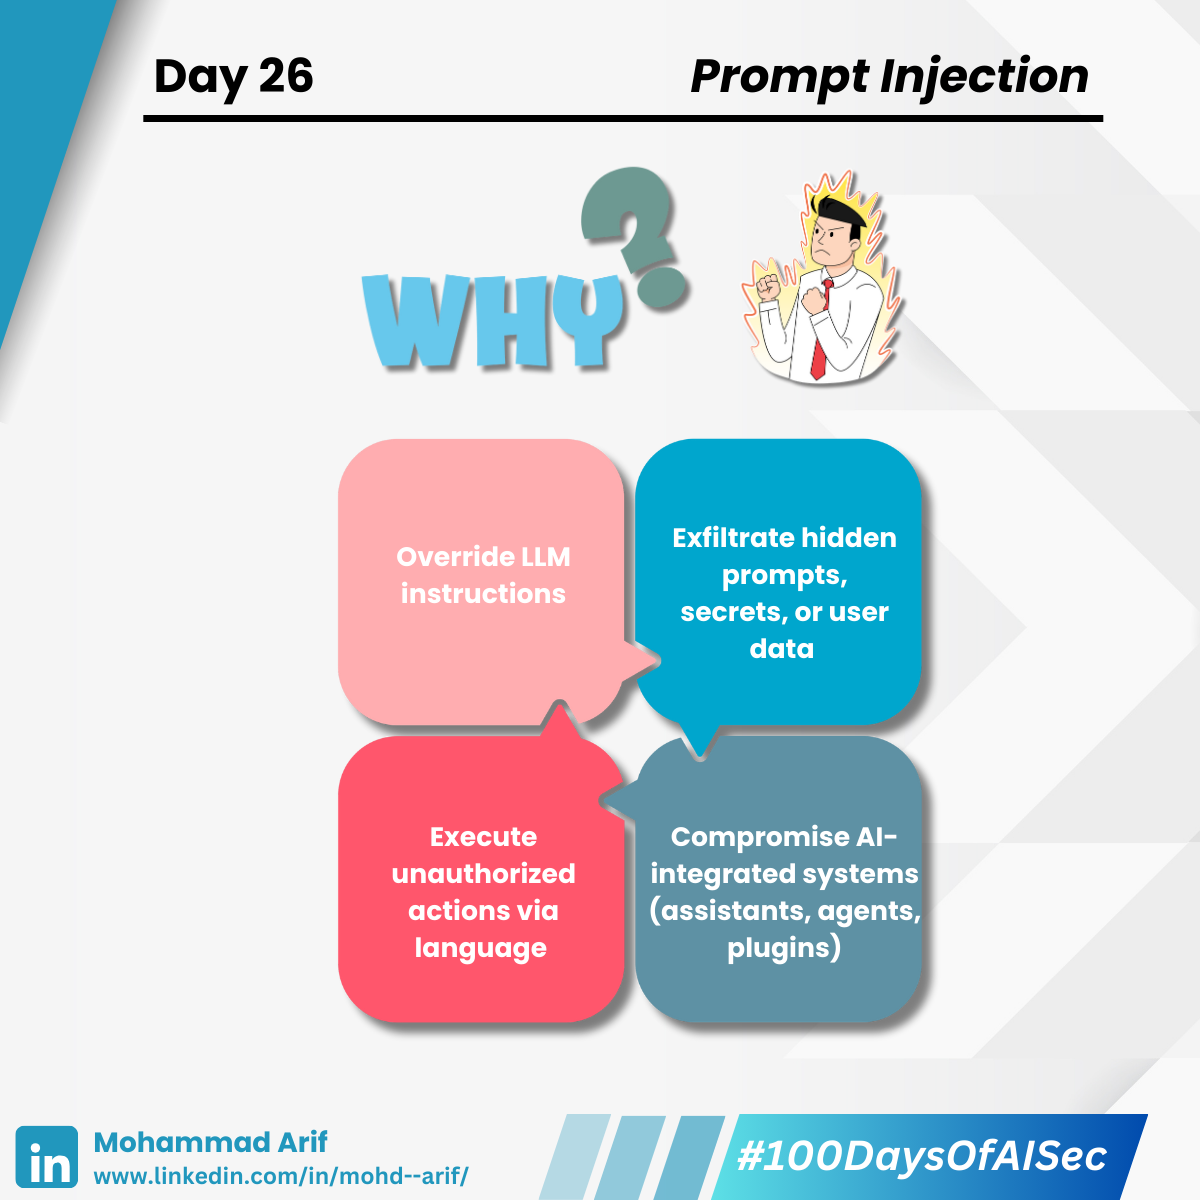 Day 26
Prompt Injection
WHY?
Override LLM
instructions
Exfiltrate hidden
prompts,
secrets, or user
data
Execute
unauthorized
actions via
language
Compromise AI-
integrated systems
(assistants, agents,
plugins)
in
Mohammad Arif
www.linkedin.com/in/mohd--arif/
#100DaysOfAISec